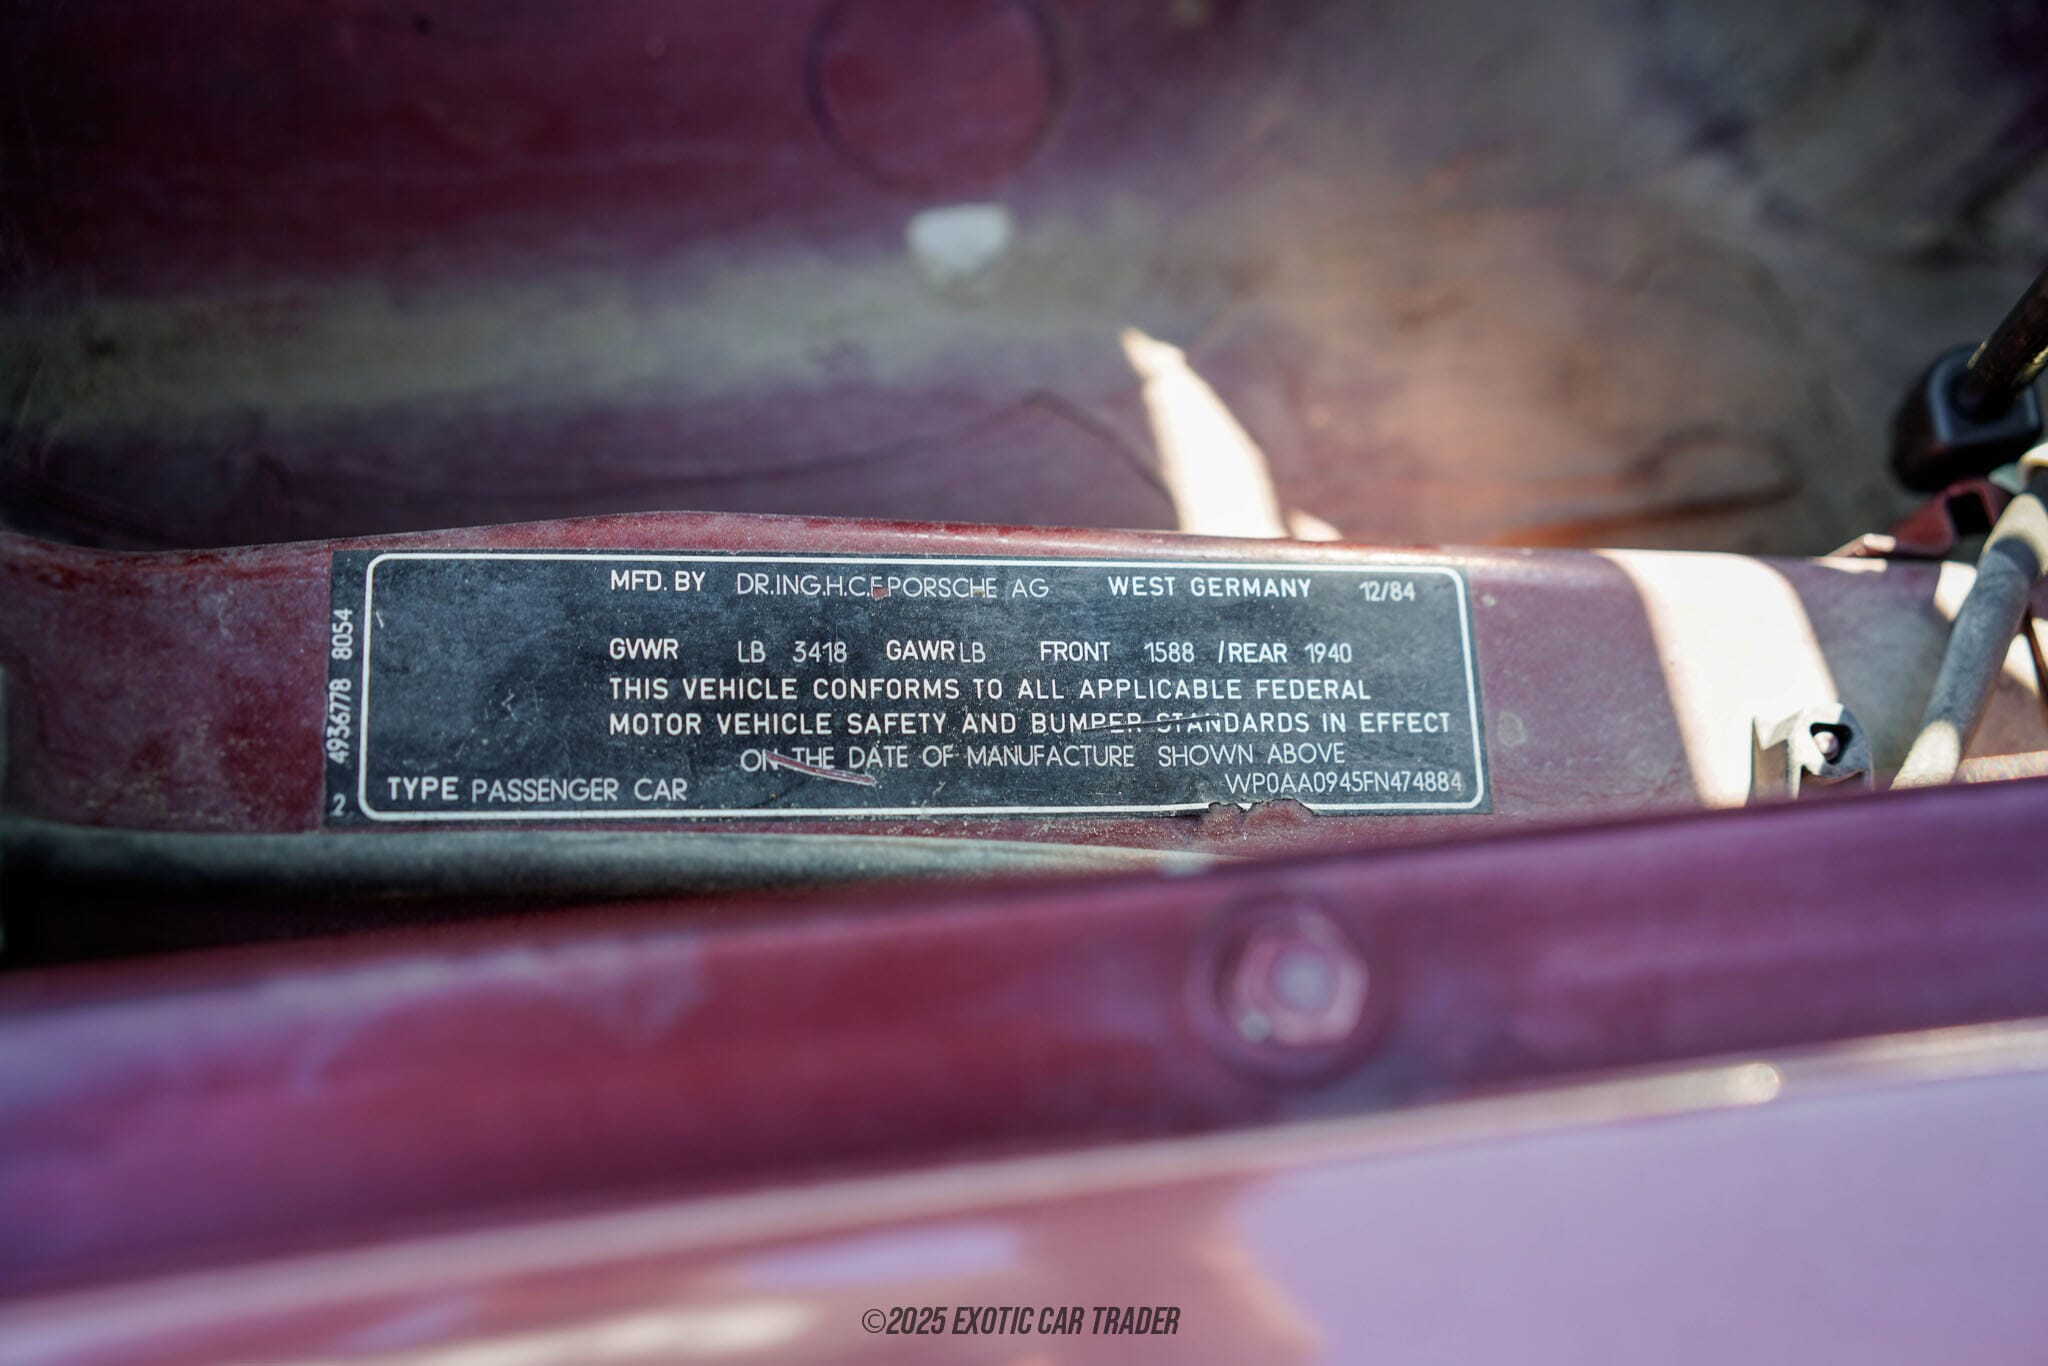 MFD. BY DR.ING.H.C.F.PORSCHE AG WEST GERMANY 12/84
GVWR LB 3418 GAWR LB FRONT 1588 /REAR 1940
THIS VEHICLE CONFORMS TO ALL APPLICABLE FEDERAL
MOTOR VEHICLE SAFETY AND BUMPER STANDARDS IN EFFECT
ON THE DATE OF MANUFACTURE SHOWN ABOVE
TYPE PASSENGER CAR WP0AA0945FN474884
2 4936778 8054
©2025 EXOTIC CAR TRADER